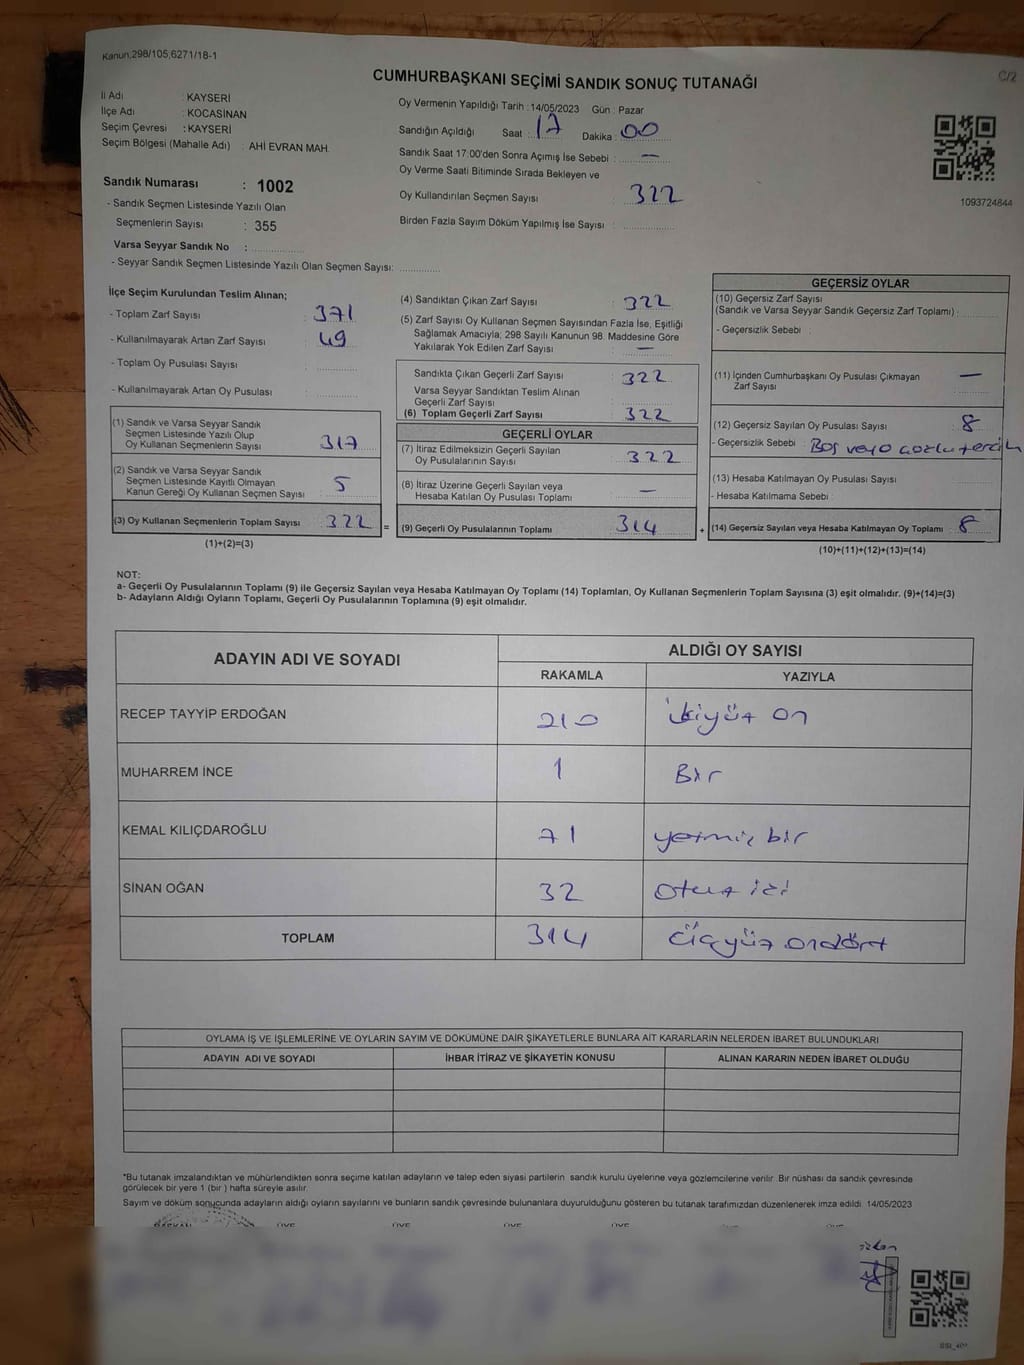 Kanun,298/105,6271/18-1
C/2
CUMHURBAŞKANI SEÇİMİ SANDIK SONUÇ TUTANAĞI
İl Adı : KAYSERİ
İlçe Adı : KOCASİNAN
Seçim Çevresi : KAYSERİ
Seçim Bölgesi (Mahalle Adı) : AHİ EVRAN MAH.
Sandık Numarası : 1002
- Sandık Seçmen Listesinde Yazılı Olan
Seçmenlerin Sayısı : 355
Varsa Seyyar Sandık No :
- Seyyar Sandık Seçmen Listesinde Yazılı Olan Seçmen Sayısı:
Oy Vermenin Yapıldığı Tarih : 14/05/2023 Gün : Pazar
Sandığın Açıldığı Saat : 17 Dakika : 00
Sandık Saat 17:00'den Sonra Açımış İse Sebebi : —
Oy Verme Saati Bitiminde Sırada Bekleyen ve
Oy Kullandırılan Seçmen Sayısı : 322
Birden Fazla Sayım Döküm Yapılmış İse Sayısı :
1093724844
İlçe Seçim Kurulundan Teslim Alınan;
- Toplam Zarf Sayısı : 371
- Kullanılmayarak Artan Zarf Sayısı : 49
- Toplam Oy Pusulası Sayısı :
- Kullanılmayarak Artan Oy Pusulası :
(1) Sandık ve Varsa Seyyar Sandık
Seçmen Listesinde Yazılı Olup
Oy Kullanan Seçmenlerin Sayısı : 317
(2) Sandık ve Varsa Seyyar Sandık
Seçmen Listesinde Kayıtlı Olmayan
Kanun Gereği Oy Kullanan Seçmen Sayısı : 5
(3) Oy Kullanan Seçmenlerin Toplam Sayısı : 322 =
(1)+(2)=(3)
(4) Sandıktan Çıkan Zarf Sayısı : 322
(5) Zarf Sayısı Oy Kullanan Seçmen Sayısından Fazla İse, Eşitliği
Sağlamak Amacıyla; 298 Sayılı Kanunun 98. Maddesine Göre
Yakılarak Yok Edilen Zarf Sayısı : —
Sandıkta Çıkan Geçerli Zarf Sayısı : 322
Varsa Seyyar Sandıktan Teslim Alınan
Geçerli Zarf Sayısı :
(6) Toplam Geçerli Zarf Sayısı : 322
GEÇERLİ OYLAR
(7) İtiraz Edilmeksizin Geçerli Sayılan
Oy Pusulalarının Sayısı : 322
(8) İtiraz Üzerine Geçerli Sayılan veya
Hesaba Katılan Oy Pusulası Toplamı : —
(9) Geçerli Oy Pusulalarının Toplamı : 314 +
GEÇERSİZ OYLAR
(10) Geçersiz Zarf Sayısı
(Sandık ve Varsa Seyyar Sandık Geçersiz Zarf Toplamı) :
- Geçersizlik Sebebi :
(11) İçinden Cumhurbaşkanı Oy Pusulası Çıkmayan
Zarf Sayısı : —
(12) Geçersiz Sayılan Oy Pusulası Sayısı : 8
- Geçersizlik Sebebi : Boş veya
(13) Hesaba Katılmayan Oy Pusulası Sayısı :
- Hesaba Katılmama Sebebi :
(14) Geçersiz Sayılan veya Hesaba Katılmayan Oy Toplamı : 8
(10)+(11)+(12)+(13)=(14)
NOT:
a- Geçerli Oy Pusulalarının Toplamı (9) ile Geçersiz Sayılan veya Hesaba Katılmayan Oy Toplamı (14) Toplamları, Oy Kullanan Seçmenlerin Toplam Sayısına (3) eşit olmalıdır. (9)+(14)=(3)
b- Adayların Aldığı Oyların Toplamı, Geçerli Oy Pusulalarının Toplamına (9) eşit olmalıdır.
ADAYIN ADI VE SOYADI ALDIĞI OY SAYISI
RAKAMLA YAZIYLA
RECEP TAYYİP ERDOĞAN 210 ikiyüz on
MUHARREM İNCE 1 Bir
KEMAL KILIÇDAROĞLU 71 yetmiş bir
SİNAN OĞAN 32 otuz iki
TOPLAM 314 Üçyüz ondört
OYLAMA İŞ VE İŞLEMLERİNE VE OYLARIN SAYIM VE DÖKÜMÜNE DAİR ŞİKAYETLERLE BUNLARA AİT KARARLARIN NELERDEN İBARET BULUNDUKLARI
ADAYIN ADI VE SOYADI İHBAR İTİRAZ VE ŞİKAYETİN KONUSU ALINAN KARARIN NEDEN İBARET OLDUĞU
*Bu tutanak imzalandıktan ve mühürlendikten sonra seçime katılan adayların ve talep eden siyasi partilerin sandık kurulu üyelerine veya gözlemcilerine verilir. Bir nüshası da sandık çevresinde
görülecek bir yere 1 (bir ) hafta süreyle asılır.
Sayım ve döküm sonucunda adayların aldığı oyların sayılarını ve bunların sandık çevresinde bulunanlara duyurulduğunu gösteren bu tutanak tarafımızdan düzenlenerek imza edildi. 14/05/2023
BAŞKAN ÜYE ÜYE ÜYE ÜYE ÜYE ÜYE